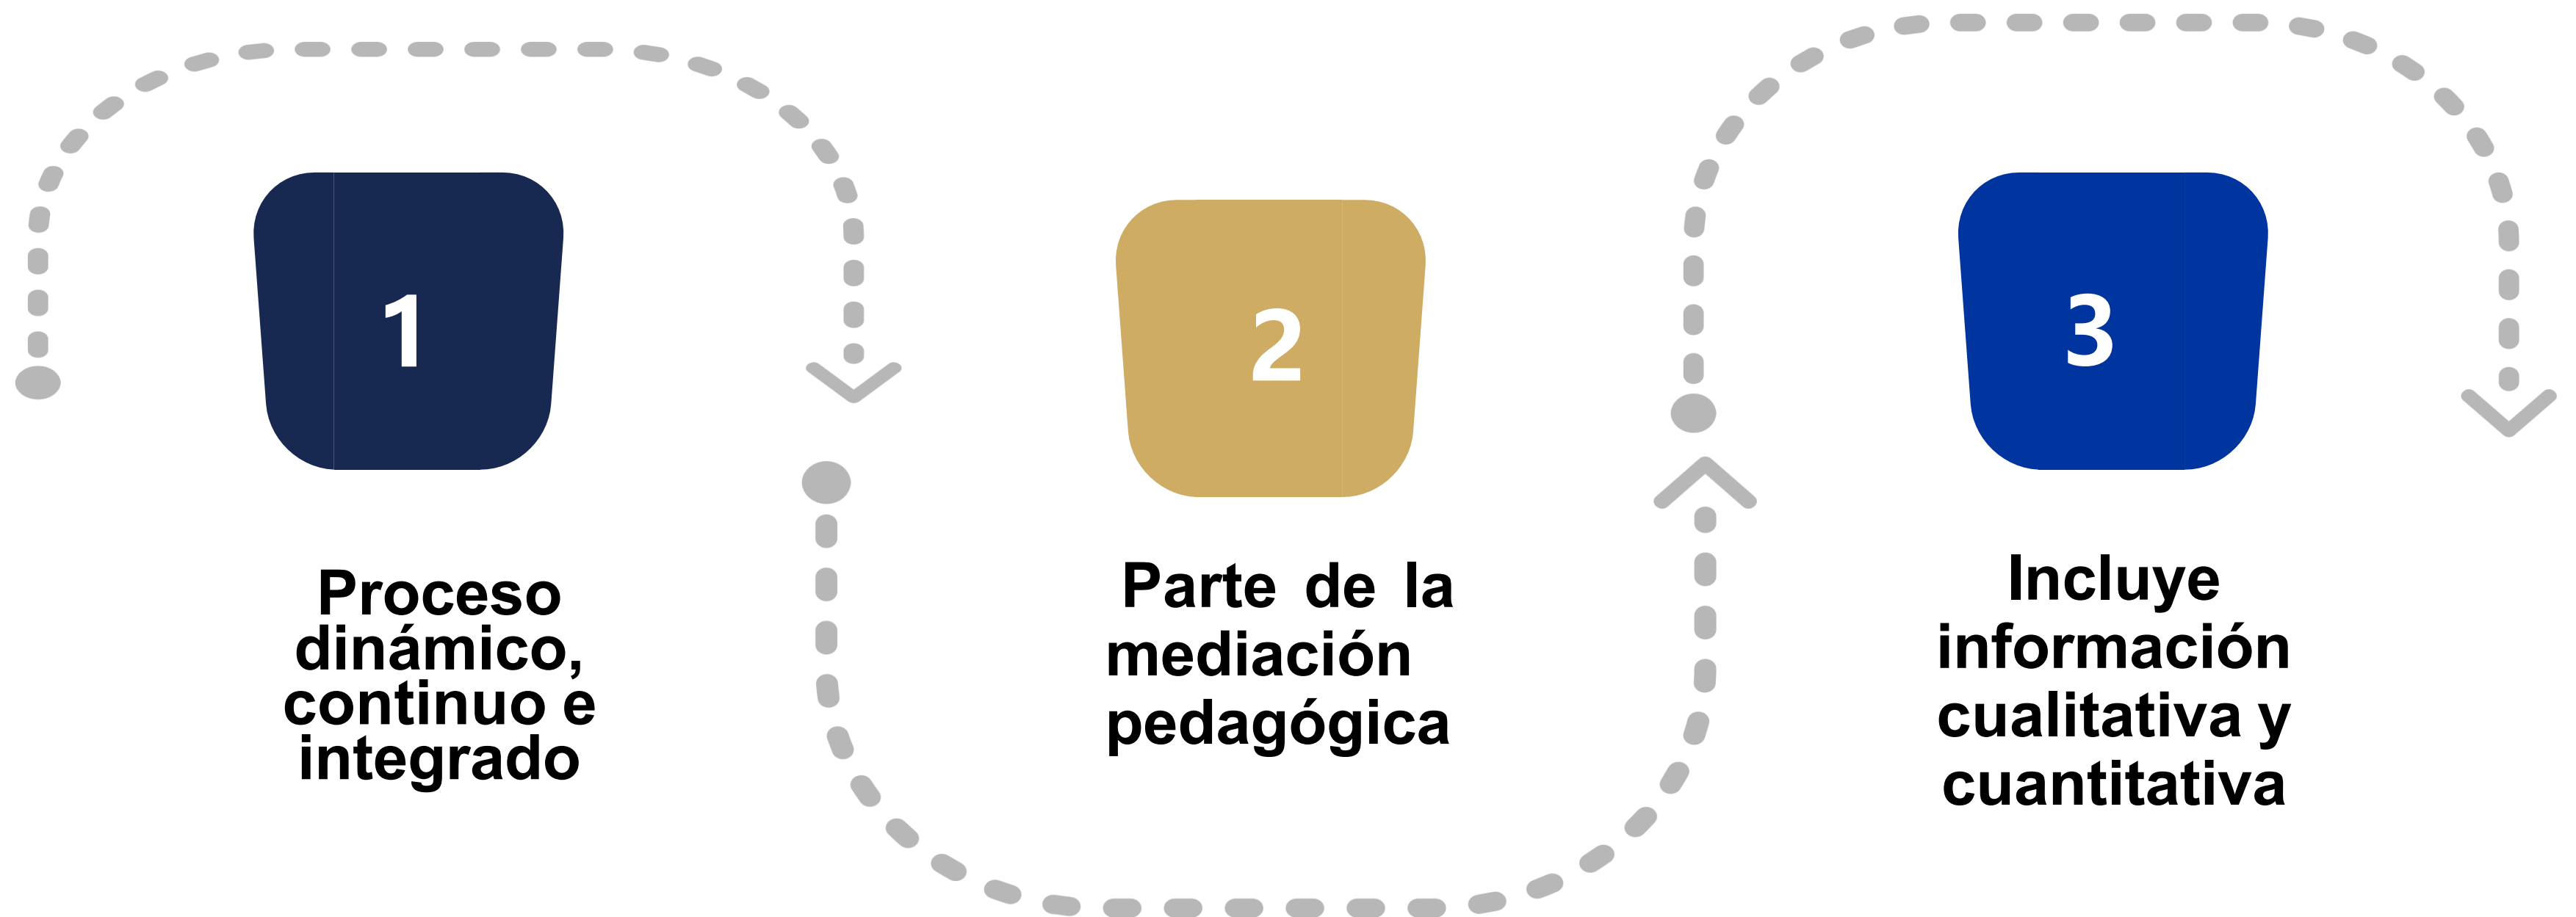 1
Proceso
dinámico,
continuo e
integrado
2
Parte de la
mediación
pedagógica
3
Incluye
información
cualitativa y
cuantitativa